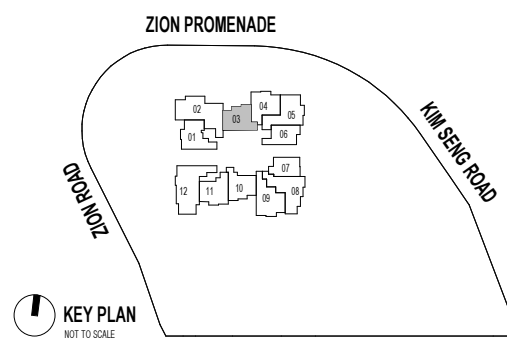 ZION PROMENADE
KIM SENG ROAD
ZION ROAD
02
03
04
05
01
06
07
12
11
10
09
08
KEY PLAN
NOT TO SCALE